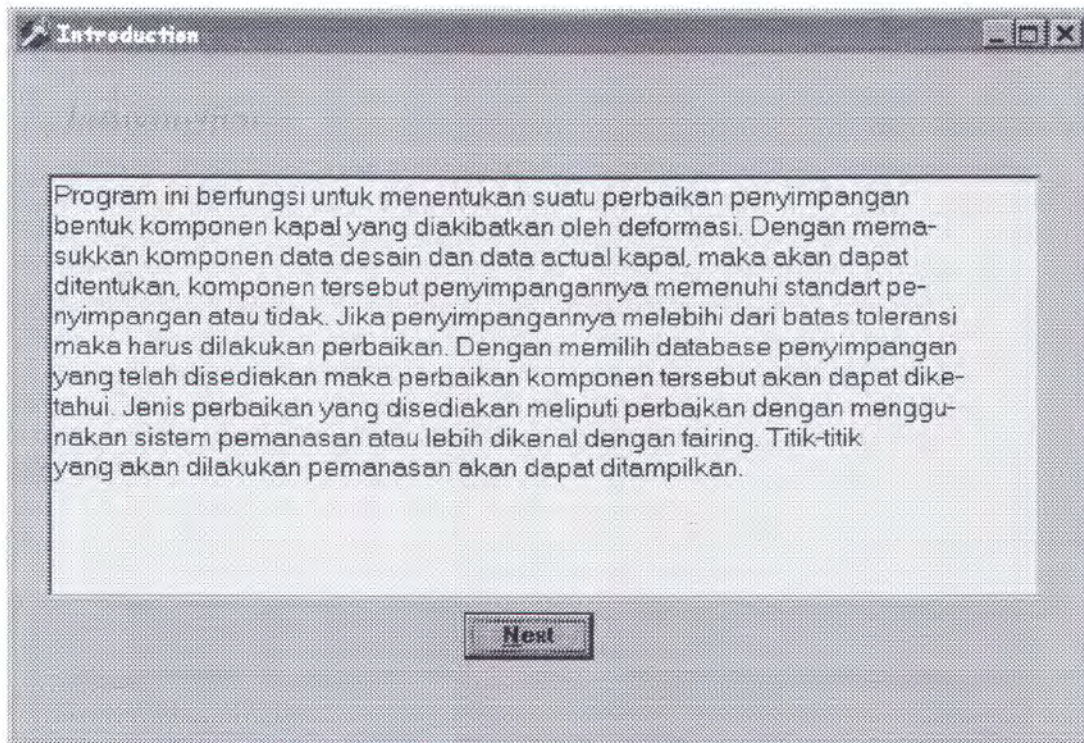 Introduction
Program ini berfungsi untuk menentukan suatu perbaikan penyimpangan
bentuk komponen kapal yang diakibatkan oleh deformasi. Dengan mema-
sukkan komponen data desain dan data actual kapal, maka akan dapat
ditentukan, komponen tersebut penyimpangannya memenuhi standart pe-
nyimpangan atau tidak. Jika penyimpangannya melebihi dari batas toleransi
maka harus dilakukan perbaikan. Dengan memilih database penyimpangan
yang telah disediakan maka perbaikan komponen tersebut akan dapat dike-
tahui. Jenis perbaikan yang disediakan meliputi perbaikan dengan menggu-
nakan sistem pemanasan atau lebih dikenal dengan fairing. Titik-titik
yang akan dilakukan pemanasan akan dapat ditampilkan.
Next